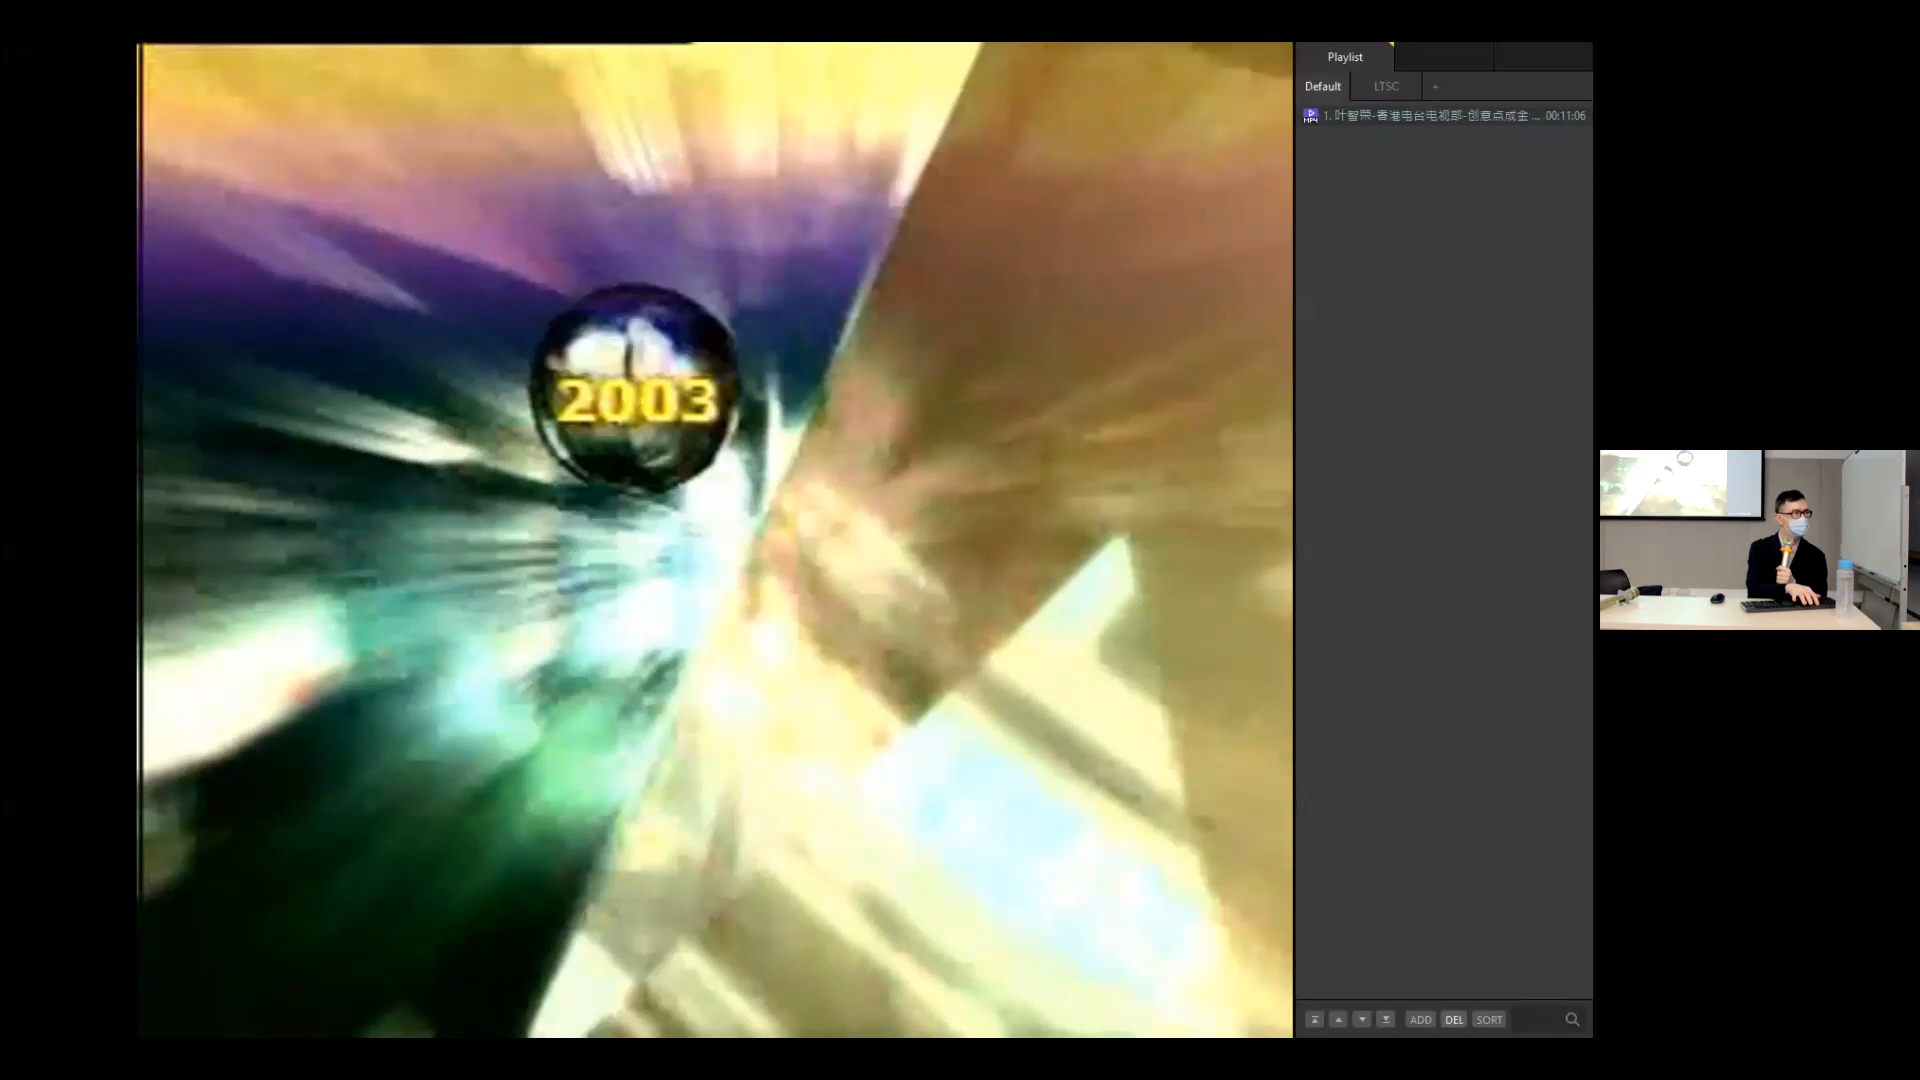 2003
Playlist
Default
LTSC
+
MP4
1. 叶智荣-香港电台电视部-创意点成金 ... 00:11:06
ADD
DEL
SORT